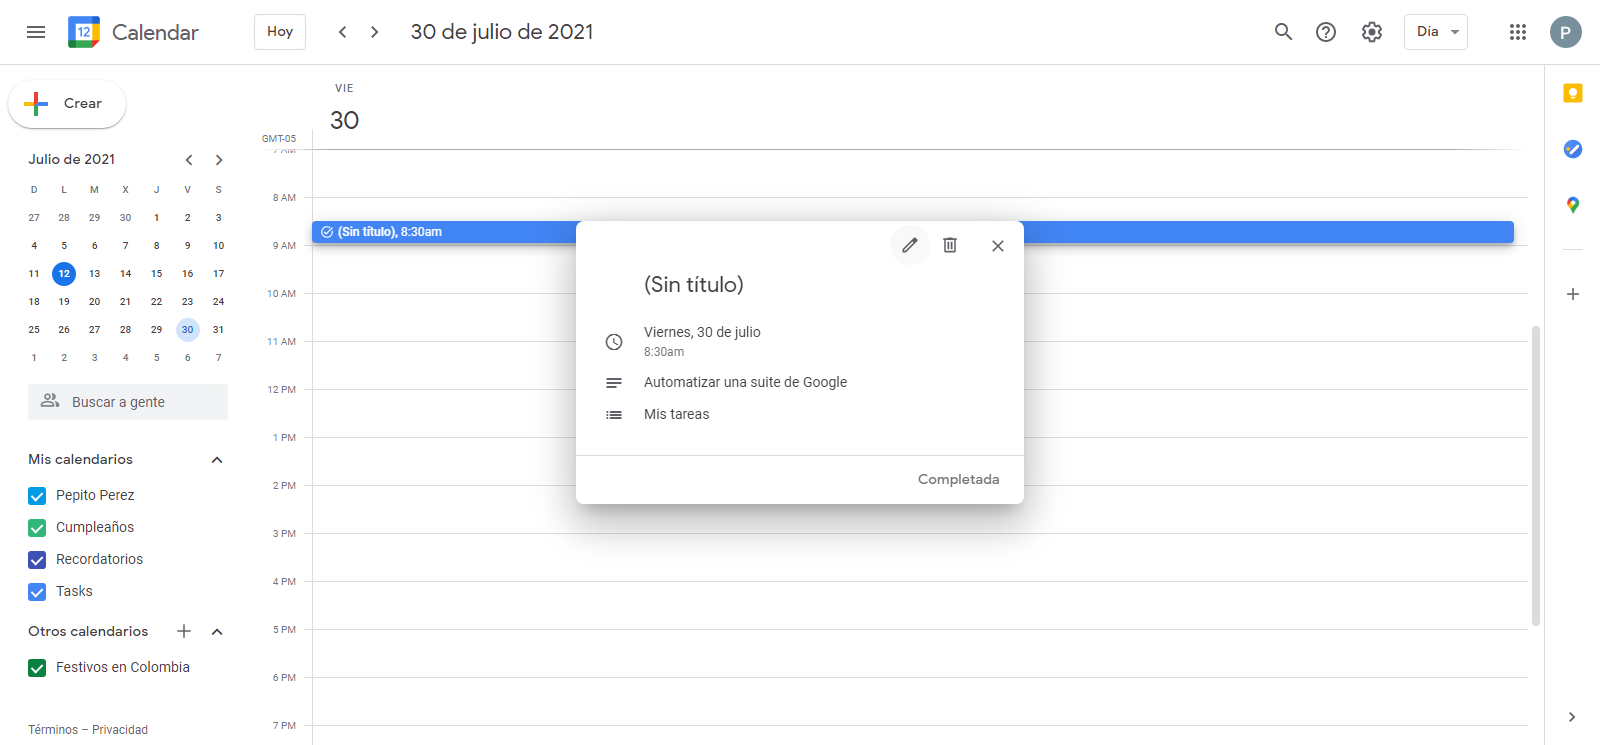 12 Calendar
Hoy
30 de julio de 2021
Día
P
Crear
Julio de 2021
D L M X J V S
27 28 29 30 1 2 3
4 5 6 7 8 9 10
11 12 13 14 15 16 17
18 19 20 21 22 23 24
25 26 27 28 29 30 31
1 2 3 4 5 6 7
Buscar a gente
Mis calendarios
Pepito Perez
Cumpleaños
Recordatorios
Tasks
Otros calendarios
Festivos en Colombia
Términos – Privacidad
VIE
30
GMT-05
7 AM
8 AM
(Sin título), 8:30am
9 AM
10 AM
11 AM
12 PM
1 PM
2 PM
3 PM
4 PM
5 PM
6 PM
7 PM
(Sin título)
Viernes, 30 de julio
8:30am
Automatizar una suite de Google
Mis tareas
Completada